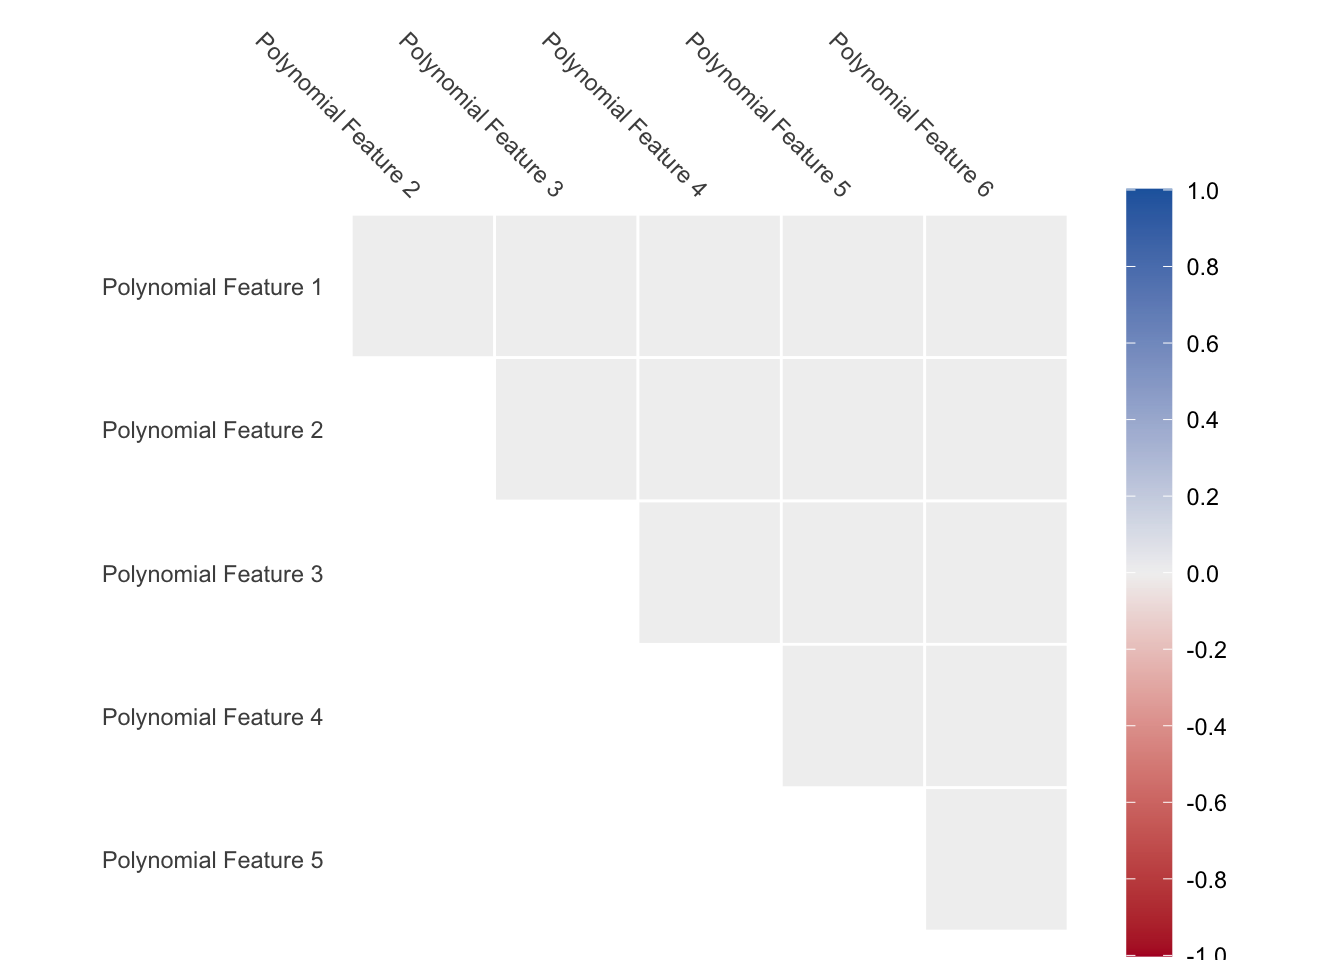 Polynomial Feature 2
Polynomial Feature 3
Polynomial Feature 4
Polynomial Feature 5
Polynomial Feature 6
Polynomial Feature 1
Polynomial Feature 2
Polynomial Feature 3
Polynomial Feature 4
Polynomial Feature 5
1.0
0.8
0.6
0.4
0.2
0.0
-0.2
-0.4
-0.6
-0.8
-1.0